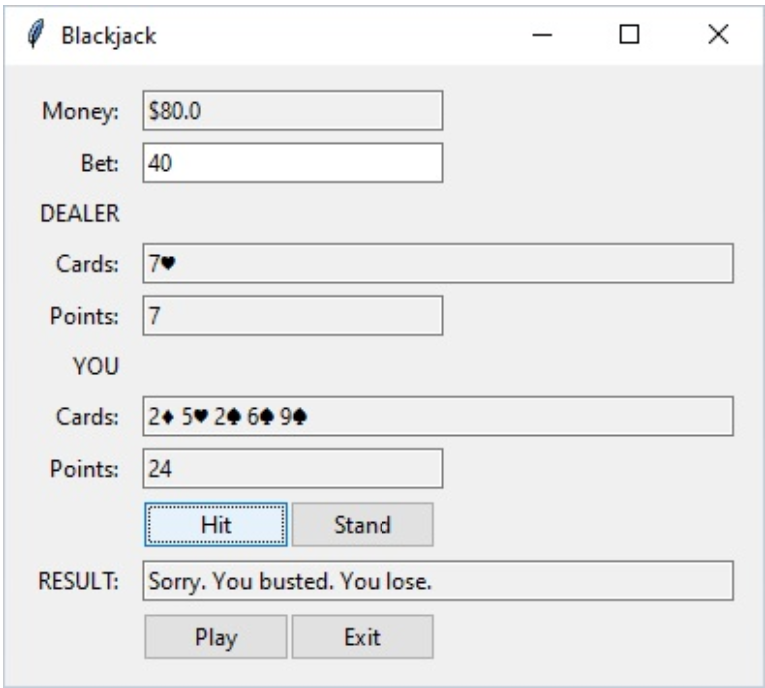 Blackjack
Money: $80.0
Bet: 40
DEALER
Cards: 7♥
Points: 7
YOU
Cards: 2♦ 5♥ 2♠ 6♠ 9♠
Points: 24
Hit Stand
RESULT: Sorry. You busted. You lose.
Play Exit